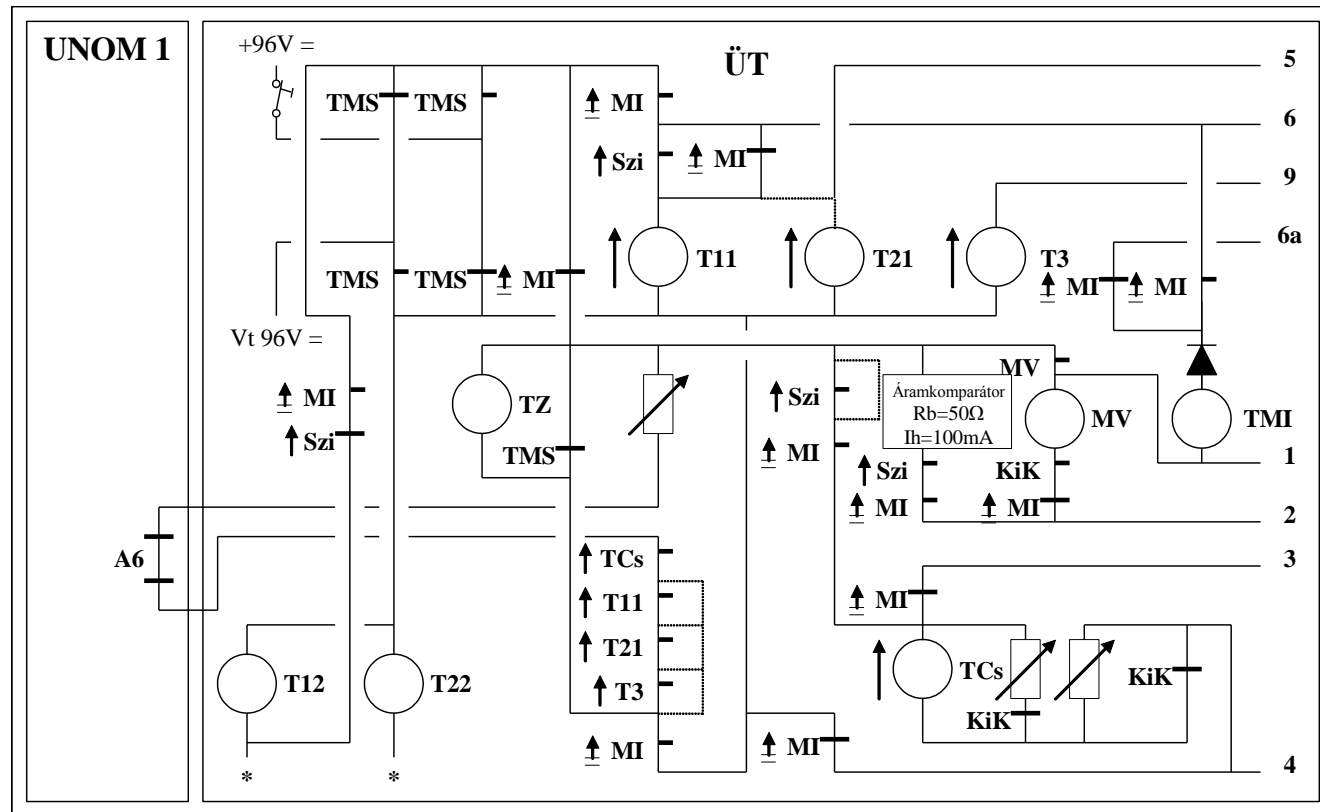 UNOM 1
+96V =
ÜT
5
TMS
TMS
MI
6
Szi
MI
9
6a
T11
T21
T3
TMS
TMS
MI
MI
MI
Vt 96V =
MV
MI
TZ
Szi
Áramkomparátor
Rb=50Ω
Ih=100mA
MV
TMI
Szi
TMS
MI
Szi
KiK
1
MI
MI
2
A6
TCs
3
T11
MI
T21
T12
T22
T3
TCs
KiK
KiK
MI
MI
4
*
*